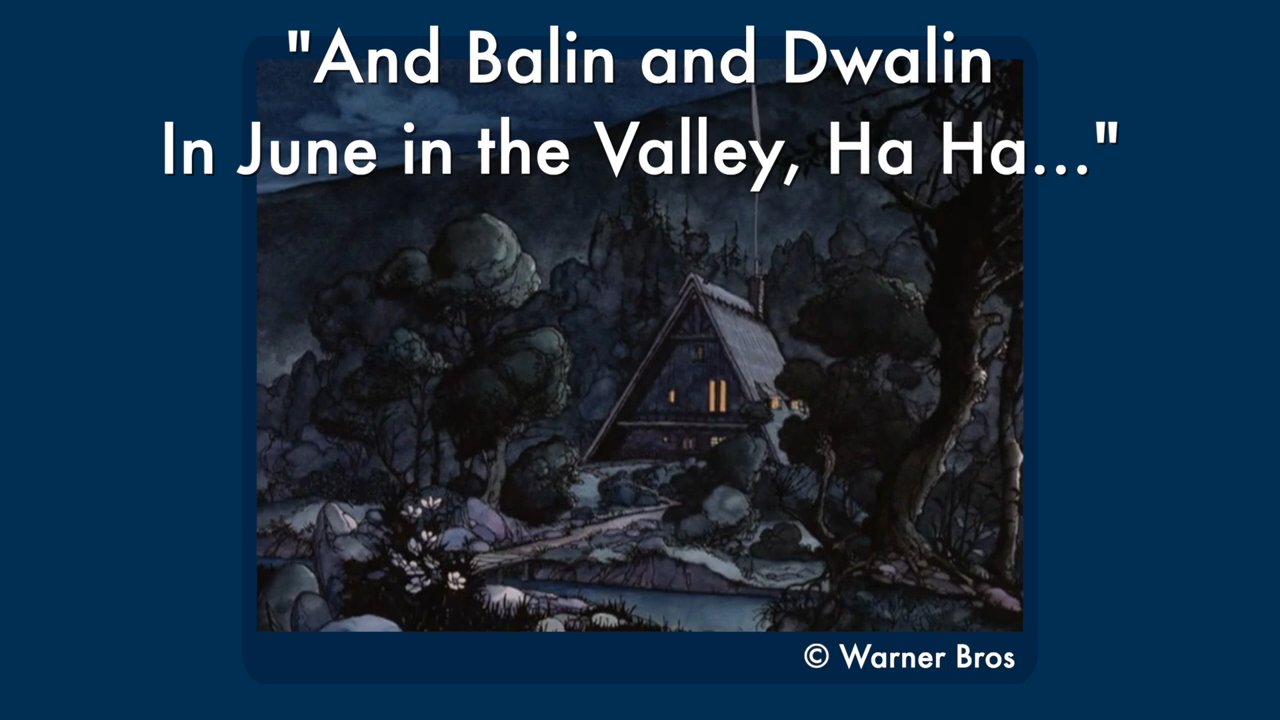 "And Balin and Dwalin
In June in the Valley, Ha Ha..."
© Warner Bros